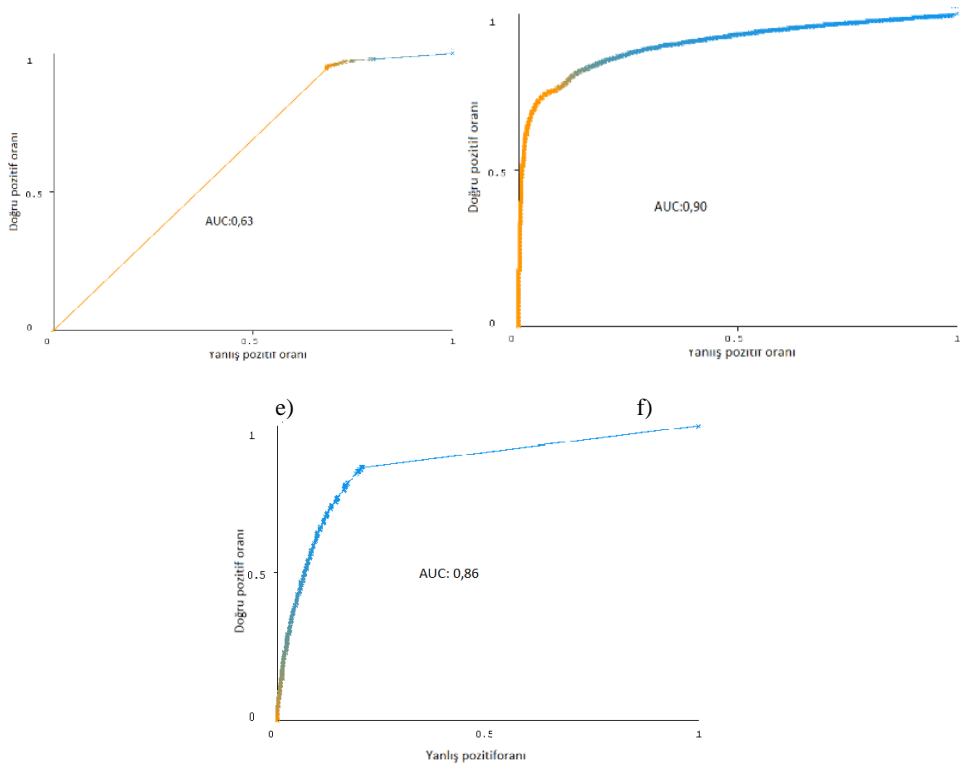 1
Doğru pozitif oranı
0.5
AUC:0,63
0
0
0.5
1
Yanlış pozitif oranı
1
Doğru pozitif oranı
0.5
AUC:0,90
0
0
0.5
1
Yanlış pozitif oranı
e)
f)
1
Doğru pozitif oranı
0.5
AUC: 0,86
0
0
0.5
1
Yanlış pozitiforanı